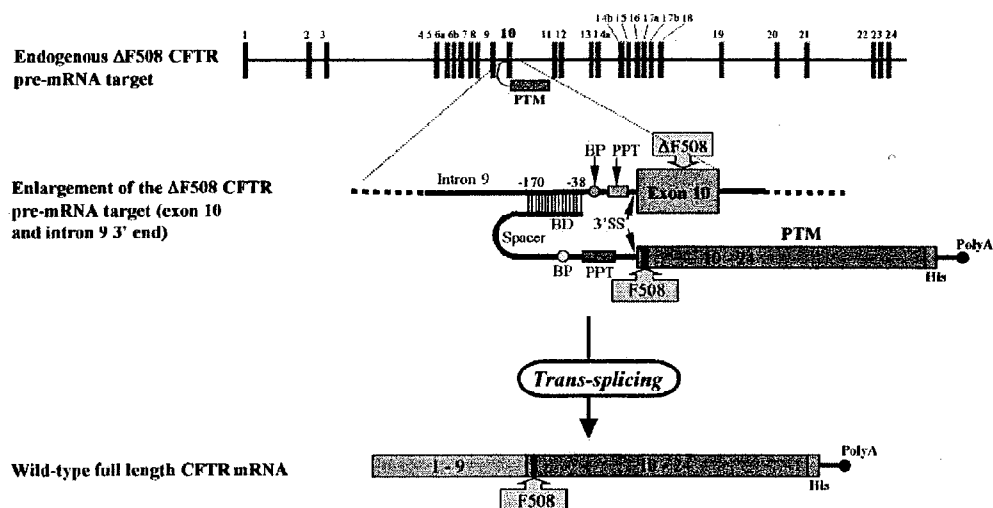 1 2 3 4 5 6a 6b 7 8 9 10 11 12 13 14a 14b 15 16 17a 17b 18 19 20 21 22 23 24
Endogenous ΔF508 CFTR
pre-mRNA target
PTM
ΔF508
BP PPT
Enlargement of the ΔF508 CFTR
pre-mRNA target (exon 10
and intron 9 3' end)
Intron 9
-170
-38
Exon 10
BD
3'SS
PTM
Spacer
PolyA
BP
PPT
10 - 24
His
F508
Trans-splicing
Wild-type full length CFTR mRNA
PolyA
1 - 9
10 - 24
His
F508